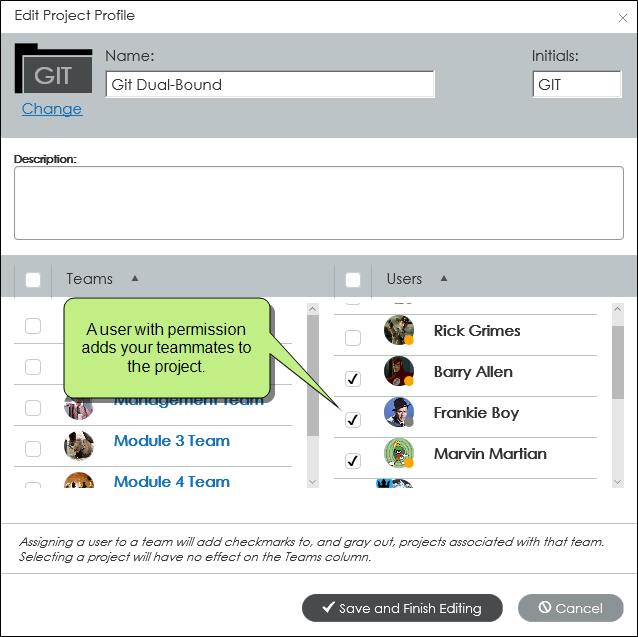 Edit Project Profile
GIT
Change
Name:
Git Dual-Bound
Initials:
GIT
Description:
Teams
Users
A user with permission
adds your teammates to
the project.
Management Team
Module 3 Team
Module 4 Team
Rick Grimes
Barry Allen
Frankie Boy
Marvin Martian
Assigning a user to a team will add checkmarks to, and gray out, projects associated with that team.
Selecting a project will have no effect on the Teams column.
Save and Finish Editing
Cancel